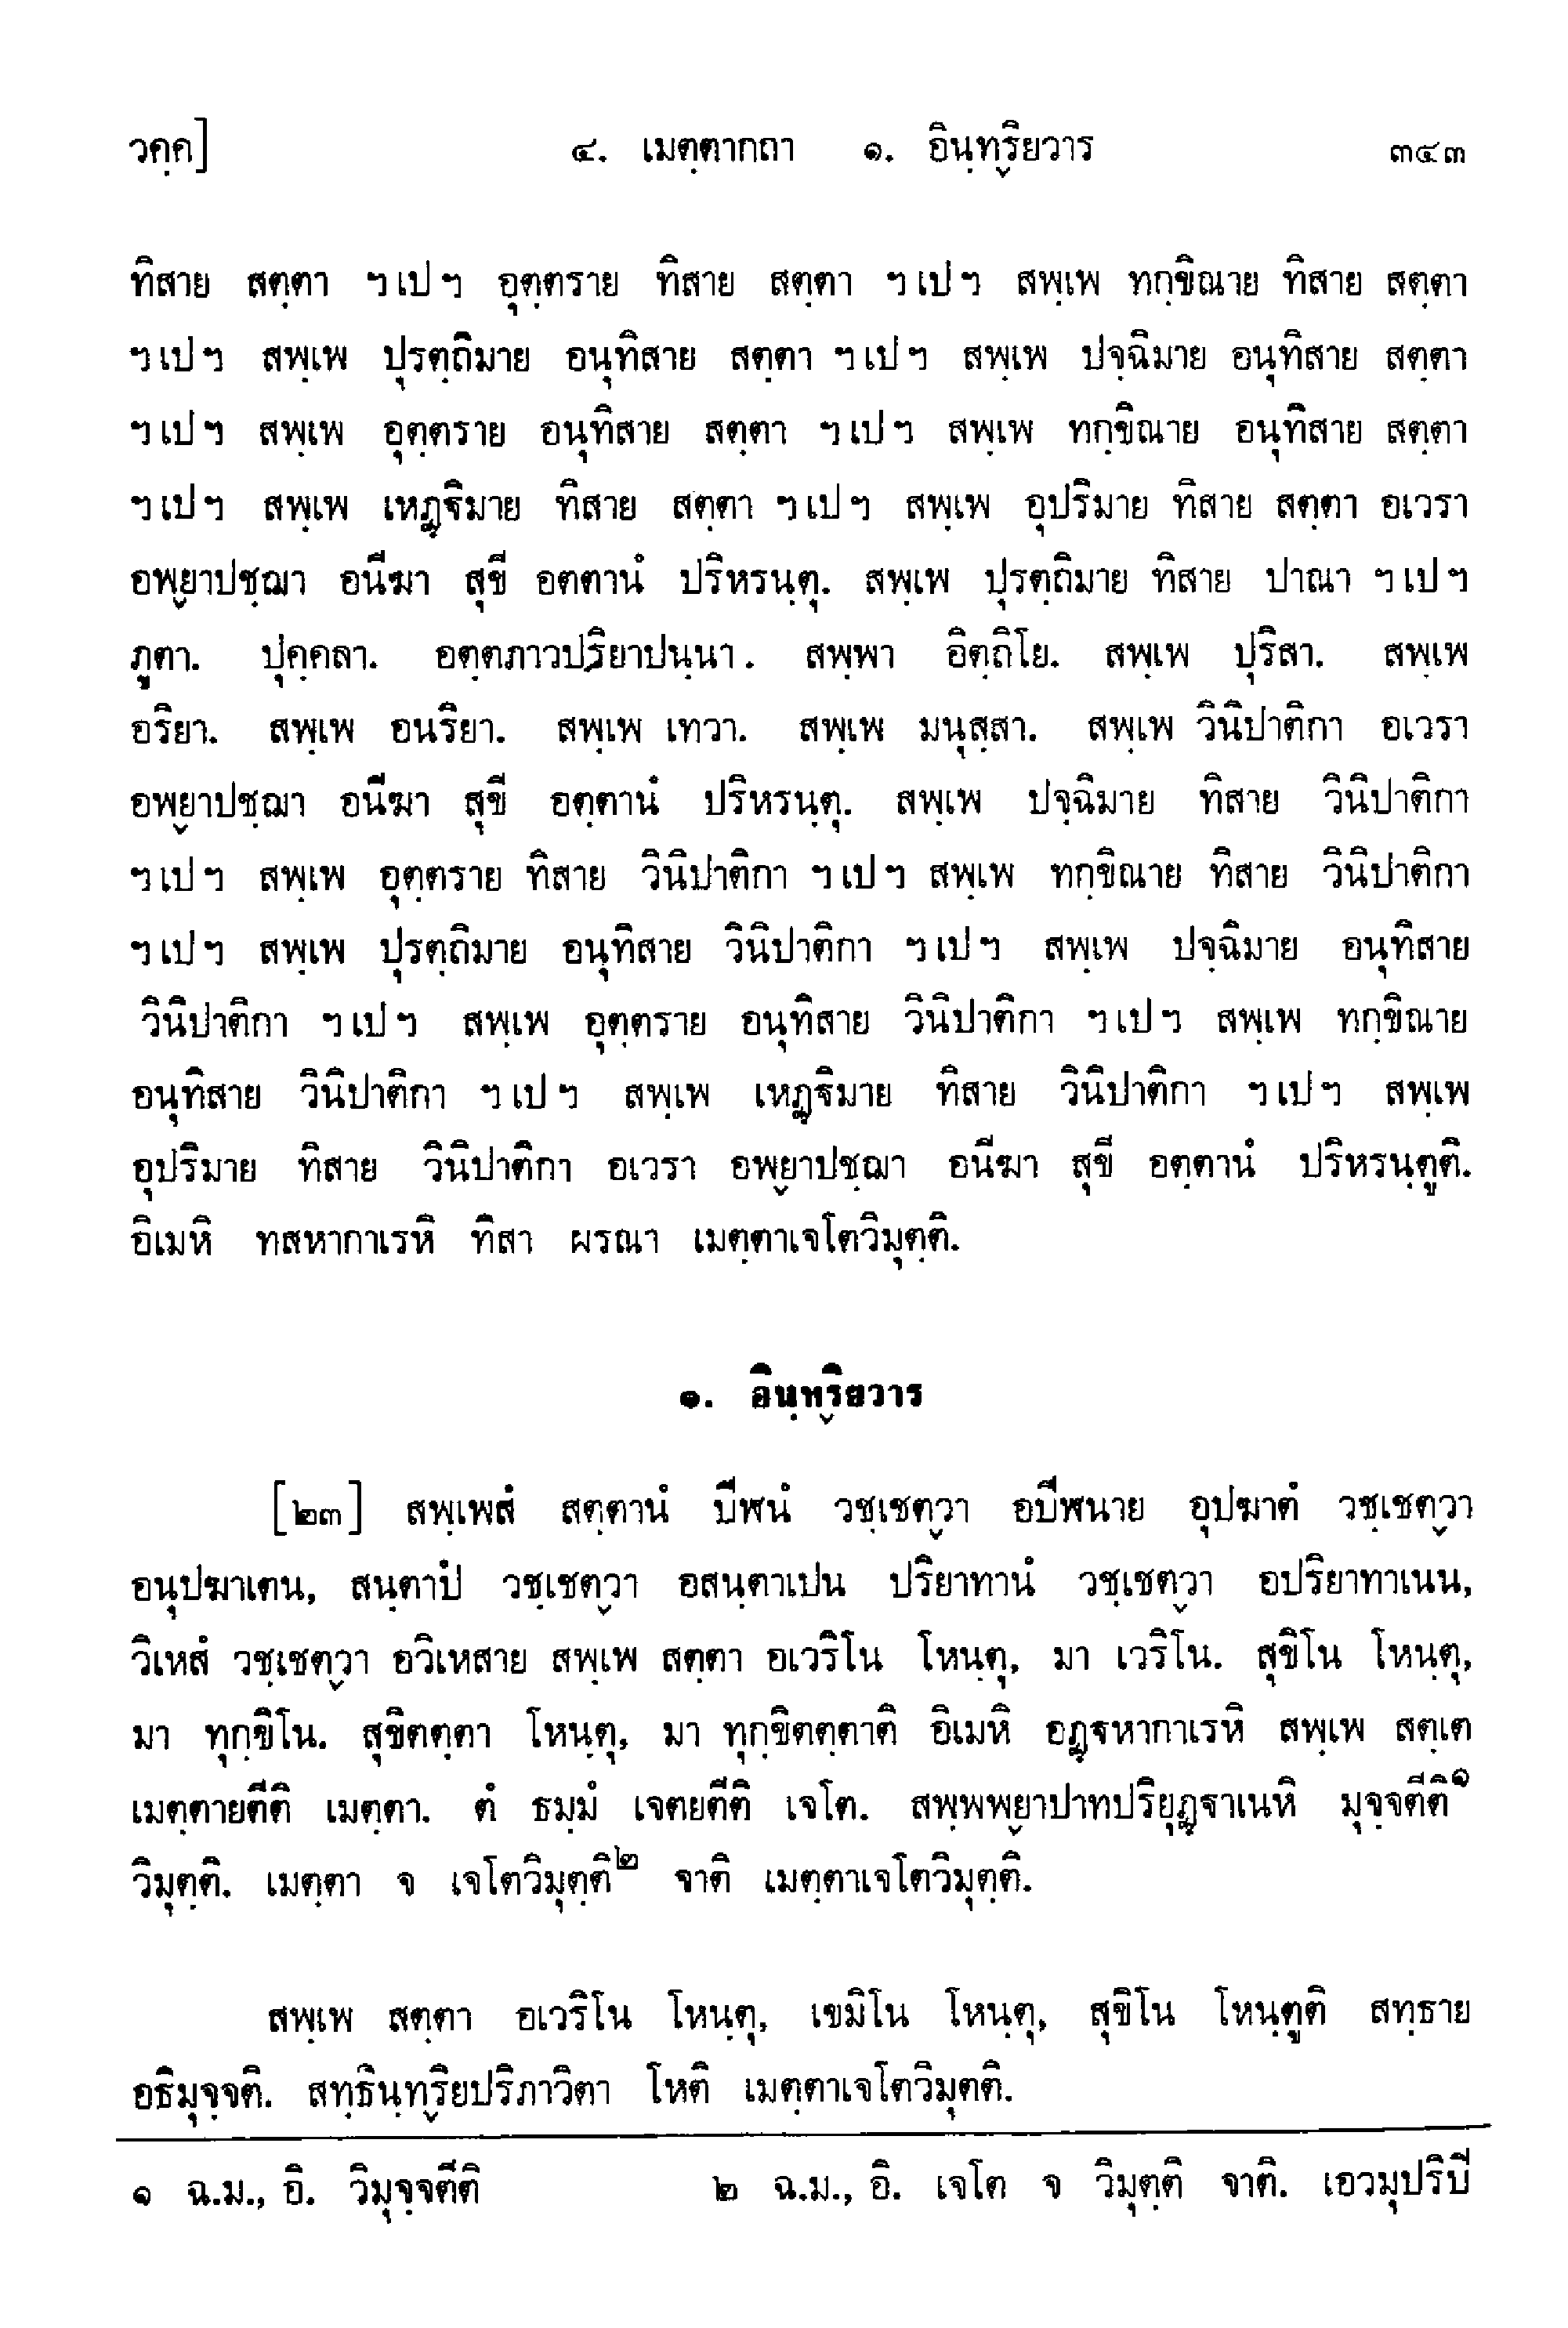 วคฺค] ๔. เมตฺตากถา ๑. อินฺทฺริยวาร ๓๔๓
ทิสาย สตฺตา ฯ เป ฯ อุตฺตราย ทิสาย สตฺตา ฯ เป ฯ สพฺเพ ทกฺขิณาย ทิสาย สตฺตา
ฯ เป ฯ สพฺเพ ปุรตฺถิมาย อนุทิสาย สตฺตา ฯ เป ฯ สพฺเพ ปจฺฉิมาย อนุทิสาย สตฺตา
ฯ เป ฯ สพฺเพ อุตฺตราย อนุทิสาย สตฺตา ฯ เป ฯ สพฺเพ ทกฺขิณาย อนุทิสาย สตฺตา
ฯ เป ฯ สพฺเพ เหฏฺฐิมาย ทิสาย สตฺตา ฯ เป ฯ สพฺเพ อุปริมาย ทิสาย สตฺตา อเวรา
อพฺยาปชฺฌา อนีฆา สุขี อตตานํ ปริหรนฺตุ. สพฺเพ ปุรตฺถิมาย ทิสาย ปาณา ฯ เป ฯ
ภูตา. ปุคฺคลา. อตฺตภาวปริยาปนฺนา. สพฺพา อิตฺถิโย. สพฺเพ ปุริสา. สพฺเพ
อริยา. สพฺเพ อนริยา. สพฺเพ เทวา. สพฺเพ มนุสฺสา. สพฺเพ วินิปาติกา อเวรา
อพฺยาปชฺฌา อนีฆา สุขี อตฺตานํ ปริหรนฺตุ. สพฺเพ ปจฺฉิมาย ทิสาย วินิปาติกา
ฯ เป ฯ สพฺเพ อุตฺตราย ทิสาย วินิปาติกา ฯ เป ฯ สพฺเพ ทกฺขิณาย ทิสาย วินิปาติกา
ฯ เป ฯ สพฺเพ ปุรตฺถิมาย อนุทิสาย วินิปาติกา ฯ เป ฯ สพฺเพ ปจฺฉิมาย อนุทิสาย
วินิปาติกา ฯ เป ฯ สพฺเพ อุตฺตราย อนุทิสาย วินิปาติกา ฯ เป ฯ สพฺเพ ทกฺขิณาย
อนุทิสาย วินิปาติกา ฯ เป ฯ สพฺเพ เหฏฺฐิมาย ทิสาย วินิปาติกา ฯ เป ฯ สพฺเพ
อุปริมาย ทิสาย วินิปาติกา อเวรา อพฺยาปชฺฌา อนีฆา สุขี อตฺตานํ ปริหรนฺตูติ.
อิเมหิ ทสหากาเรหิ ทิสา ผรณา เมตฺตาเจโตวิมุตฺติ.
๑. อินฺทฺริยวาร
[๒๓] สพฺเพสํ สตฺตานํ ปีฬนํ วชฺเชตฺวา อปีฬนาย อุปฆาตํ วชฺเชตฺวา
อนุปฆาเตน, สนฺตาปํ วชฺเชตฺวา อสนฺตาเปน ปริยาทานํ วชฺเชตฺวา อปริยาทาเนน,
วิเหสํ วชฺเชตฺวา อวิเหสาย สพฺเพ สตฺตา อเวริโน โหนฺตุ, มา เวริโน. สุขิโน โหนฺตุ,
มา ทุกฺขิโน. สุขิตตฺตา โหนฺตุ, มา ทุกฺขิตตฺตาติ อิเมหิ อฏฺฐหากาเรหิ สพฺเพ สตฺเต
เมตฺตายตีติ เมตฺตา. ตํ ธมฺมํ เจตยตีติ เจโต. สพฺพพฺยาปาทปริยุฏฺฐาเนหิ มุจฺจตีติ๑
วิมุตฺติ. เมตฺตา จ เจโตวิมุตฺติ๒ จาติ เมตฺตาเจโตวิมุตฺติ.
สพฺเพ สตฺตา อเวริโน โหนฺตุ, เขมิโน โหนฺตุ, สุขิโน โหนฺตูติ สทฺธาย
อธิมุจฺจติ. สทฺธินฺทฺริยปริภาวิตา โหติ เมตฺตาเจโตวิมุตติ.
๑ ฉ.ม., อิ. วิมุจฺจตีติ ๒ ฉ.ม., อิ. เจโต จ วิมุตฺติ จาติ. เอวมุปริปี